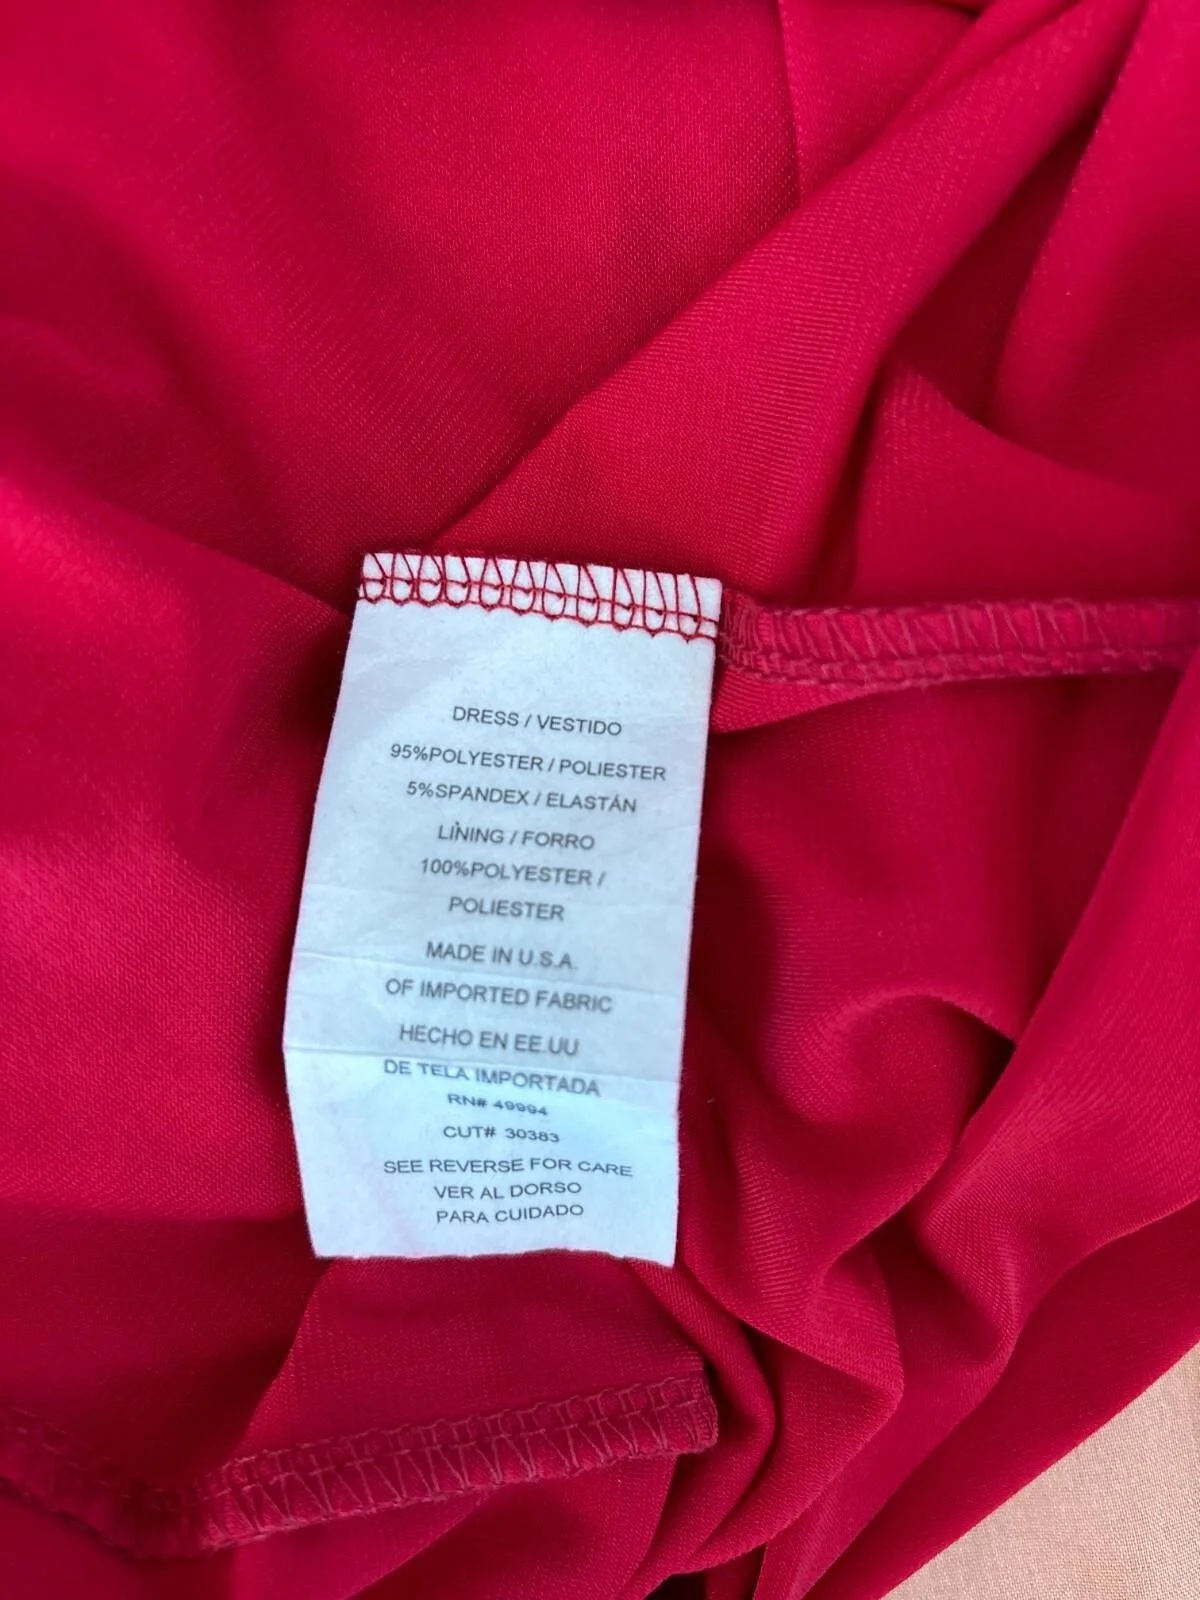 DRESS / VESTIDO
95%POLYESTER / POLIESTER
5%SPANDEX / ELASTÁN
LINING / FORRO
100%POLYESTER /
POLIESTER
MADE IN U.S.A.
OF IMPORTED FABRIC
HECHO EN EE.UU
DE TELA IMPORTADA
RN# 49994
CUT# 30383
SEE REVERSE FOR CARE
VER AL DORSO
PARA CUIDADO